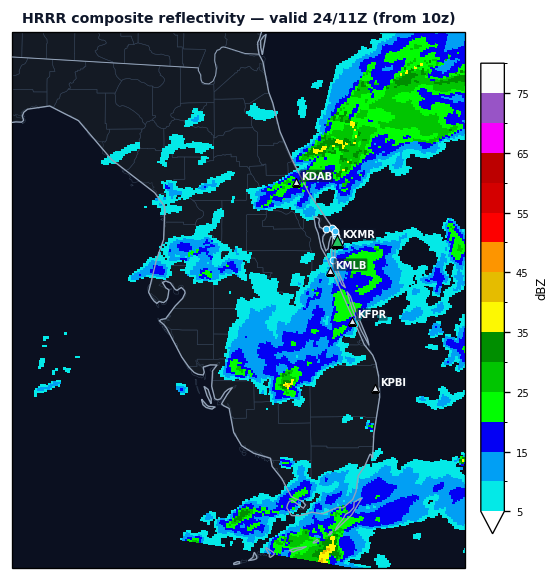 HRRR composite reflectivity — valid 24/11Z (from 10z)
KDAB
KXMR
KMLB
KFPR
KPBI
75
65
55
45
35
25
15
5
dBZ